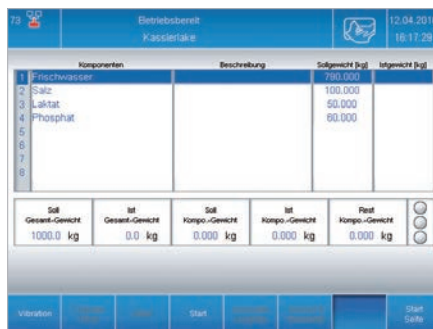 73 Betriebsbereit 12.04.201
Kasslerlake 16:17:29
Komponenten Beschreibung Sollgewicht [kg] Istgewicht [kg]
1 Frischwasser 790.000
2 Salz 100.000
3 Laktat 50.000
4 Phosphat 60.000
5
6
7
8
Soll Ist Soll Ist Rest
Gesamt-Gewicht Gesamt-Gewicht Kompo.-Gewicht Kompo.-Gewicht Kompo.-Gewicht
1000.0 kg 0.0 kg 0.000 kg 0.000 kg 0.000 kg
Vibration Start Start
Seite